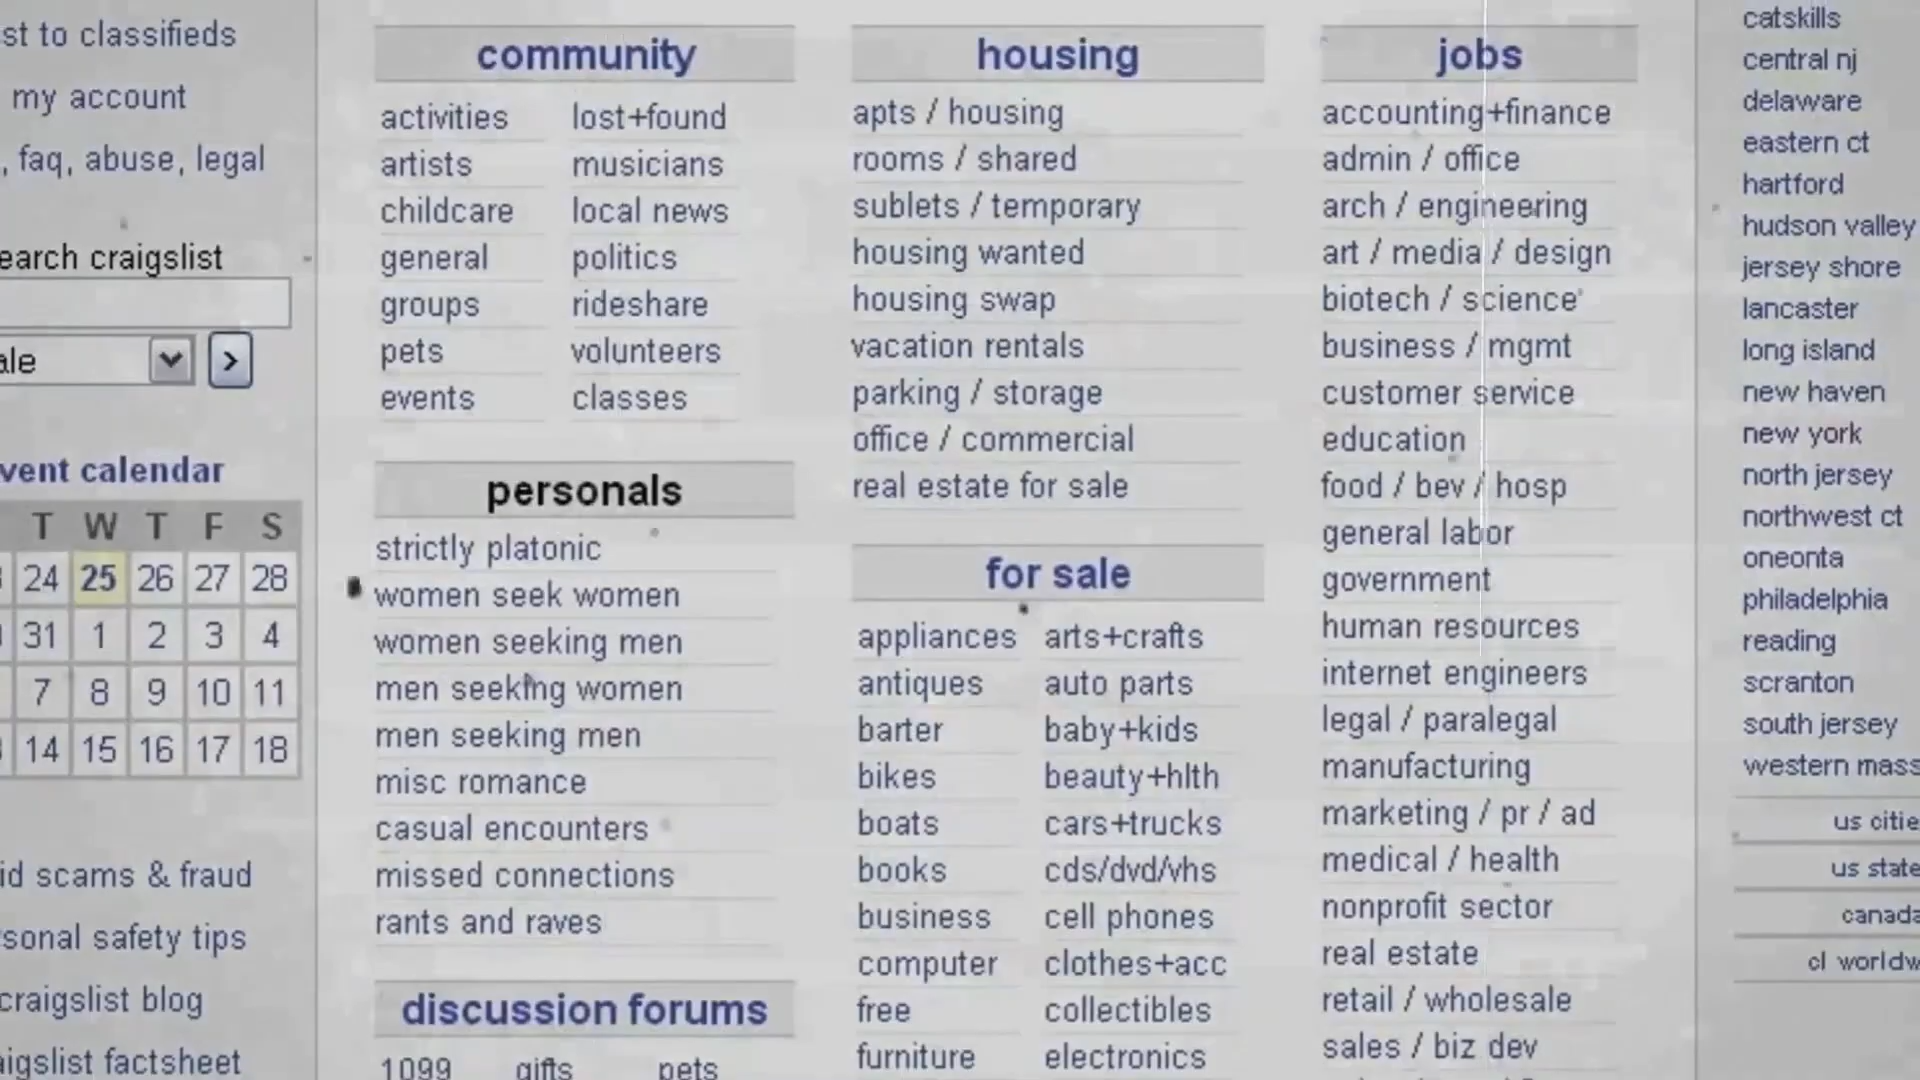 st to classifieds
my account
, faq, abuse, legal
earch craigslist
ale
>
vent calendar
T W T F S
24 25 26 27 28
31 1 2 3 4
7 8 9 10 11
14 15 16 17 18
id scams & fraud
rsonal safety tips
craigslist blog
aigslist factsheet
community
activities lost+found
artists musicians
childcare local news
general politics
groups rideshare
pets volunteers
events classes
personals
strictly platonic
women seek women
women seeking men
men seeking women
men seeking men
misc romance
casual encounters
missed connections
rants and raves
discussion forums
1099 gifts pets
housing
apts / housing
rooms / shared
sublets / temporary
housing wanted
housing swap
vacation rentals
parking / storage
office / commercial
real estate for sale
for sale
appliances arts+crafts
antiques auto parts
barter baby+kids
bikes beauty+hlth
boats cars+trucks
books cds/dvd/vhs
business cell phones
computer clothes+acc
free collectibles
furniture electronics
jobs
accounting+finance
admin / office
arch / engineering
art / media / design
biotech / science
business / mgmt
customer service
education
food / bev / hosp
general labor
government
human resources
internet engineers
legal / paralegal
manufacturing
marketing / pr / ad
medical / health
nonprofit sector
real estate
retail / wholesale
sales / biz dev
catskills
central nj
delaware
eastern ct
hartford
hudson valley
jersey shore
lancaster
long island
new haven
new york
north jersey
northwest ct
oneonta
philadelphia
reading
scranton
south jersey
western mass
us citie
us state
canada
cl worldw